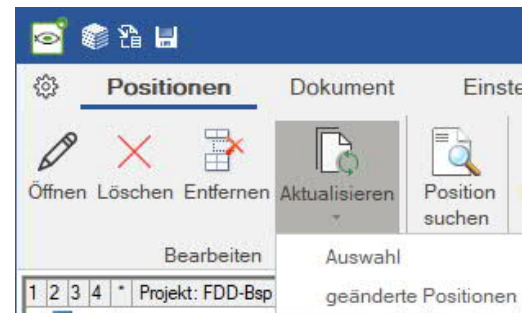 Positionen Dokument
Öffnen Löschen Entfernen Aktualisieren Position suchen
Bearbeiten
Auswahl
1 2 3 4 * Projekt: FDD-Bsp
geänderte Positionen